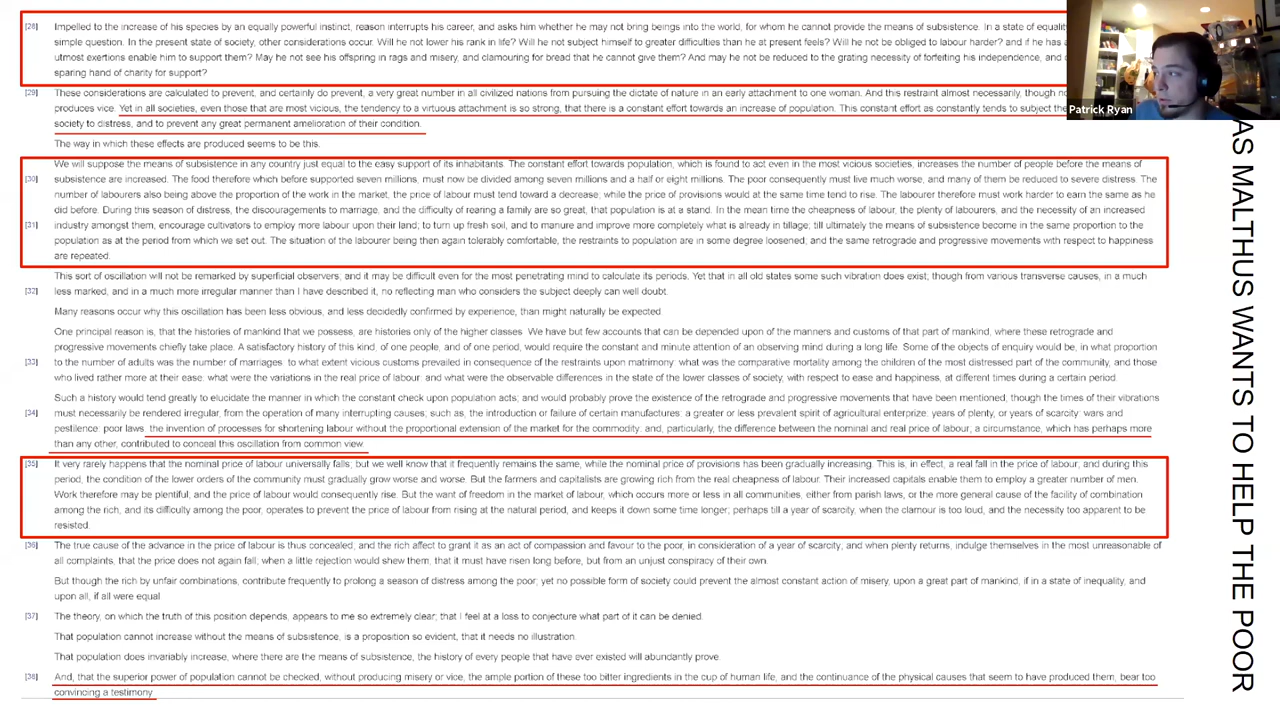 [28] Impelled to the increase of his species by an equally powerful instinct, reason interrupts his career, and asks him whether he may not bring beings into the world, for whom he cannot provide the means of subsistence. In a state of equality
simple question. In the present state of society, other considerations occur. Will he not lower his rank in life? Will he not subject himself to greater difficulties than he at present feels? Will he not be obliged to labour harder? and if he has a
utmost exertions enable him to support them? May he not see his offspring in rags and misery, and clamouring for bread that he cannot give them? And may he not be reduced to the grating necessity of forfeiting his independence, and
sparing hand of charity for support?
[29] These considerations are calculated to prevent, and certainly do prevent, a very great number in all civilized nations from pursuing the dictate of nature in an early attachment to one woman. And this restraint almost necessarily, though
produces vice. Yet in all societies, even those that are most vicious, the tendency to a virtuous attachment is so strong, that there is a constant effort towards an increase of population. This constant effort as constantly tends to subject the
society to distress, and to prevent any great permanent amelioration of their condition.
The way in which these effects are produced seems to be this.
We will suppose the means of subsistence in any country just equal to the easy support of its inhabitants. The constant effort towards population, which is found to act even in the most vicious societies, increases the number of people before the means of
[30] subsistence are increased. The food therefore which before supported seven millions, must now be divided among seven millions and a half or eight millions. The poor consequently must live much worse, and many of them be reduced to severe distress. The
number of labourers also being above the proportion of the work in the market, the price of labour must tend toward a decrease; while the price of provisions would at the same time tend to rise. The labourer therefore must work harder to earn the same as he
did before. During this season of distress, the discouragements to marriage, and the difficulty of rearing a family are so great, that population is at a stand. In the mean time the cheapness of labour, the plenty of labourers, and the necessity of an increased
[31] industry amongst them, encourage cultivators to employ more labour upon their land; to turn up fresh soil, and to manure and improve more completely what is already in tillage; till ultimately the means of subsistence become in the same proportion to the
population as at the period from which we set out. The situation of the labourer being then again tolerably comfortable, the restraints to population are in some degree loosened; and the same retrograde and progressive movements with respect to happiness
are repeated.
This sort of oscillation will not be remarked by superficial observers; and it may be difficult even for the most penetrating mind to calculate its periods. Yet that in all old states some such vibration does exist; though from various transverse causes, in a much
[32] less marked, and in a much more irregular manner than I have described it, no reflecting man who considers the subject deeply can well doubt.
Many reasons occur why this oscillation has been less obvious, and less decidedly confirmed by experience, than might naturally be expected.
One principal reason is, that the histories of mankind that we possess, are histories only of the higher classes. We have but few accounts that can be depended upon of the manners and customs of that part of mankind, where these retrograde and
progressive movements chiefly take place. A satisfactory history of this kind, of one people, and of one period, would require the constant and minute attention of an observing mind during a long life. Some of the objects of enquiry would be, in what proportion
[33] to the number of adults was the number of marriages: to what extent vicious customs prevailed in consequence of the restraints upon matrimony: what was the comparative mortality among the children of the most distressed part of the community, and those
who lived rather more at their ease: what were the variations in the real price of labour: and what were the observable differences in the state of the lower classes of society, with respect to ease and happiness, at different times during a certain period.
Such a history would tend greatly to elucidate the manner in which the constant check upon population acts; and would probably prove the existence of the retrograde and progressive movements that have been mentioned; though the times of their vibrations
[34] must necessarily be rendered irregular, from the operation of many interrupting causes; such as, the introduction or failure of certain manufactures: a greater or less prevalent spirit of agricultural enterprize: years of plenty, or years of scarcity: wars and
pestilence: poor laws: the invention of processes for shortening labour without the proportional extension of the market for the commodity: and, particularly, the difference between the nominal and real price of labour; a circumstance, which has perhaps more
than any other, contributed to conceal this oscillation from common view.
[35] It very rarely happens that the nominal price of labour universally falls; but we well know that it frequently remains the same, while the nominal price of provisions has been gradually increasing. This is, in effect, a real fall in the price of labour; and during this
period, the condition of the lower orders of the community must gradually grow worse and worse. But the farmers and capitalists are growing rich from the real cheapness of labour. Their increased capitals enable them to employ a greater number of men.
Work therefore may be plentiful; and the price of labour would consequently rise. But the want of freedom in the market of labour, which occurs more or less in all communities, either from parish laws, or the more general cause of the facility of combination
among the rich, and its difficulty among the poor, operates to prevent the price of labour from rising at the natural period, and keeps it down some time longer; perhaps till a year of scarcity, when the clamour is too loud, and the necessity too apparent to be
resisted.
[36] The true cause of the advance in the price of labour is thus concealed; and the rich affect to grant it as an act of compassion and favour to the poor, in consideration of a year of scarcity; and when plenty returns, indulge themselves in the most unreasonable of
all complaints, that the price does not again fall; when a little reflection would shew them, that it must have risen long before, but from an unjust conspiracy of their own.
But though the rich by unfair combinations, contribute frequently to prolong a season of distress among the poor; yet no possible form of society could prevent the almost constant action of misery, upon a great part of mankind, if in a state of inequality, and
upon all, if all were equal.
[37] The theory, on which the truth of this position depends, appears to me so extremely clear; that I feel at a loss to conjecture what part of it can be denied.
That population cannot increase without the means of subsistence, is a proposition so evident, that it needs no illustration.
That population does invariably increase, where there are the means of subsistence, the history of every people that have ever existed will abundantly prove.
[38] And, that the superior power of population cannot be checked, without producing misery or vice, the ample portion of these too bitter ingredients in the cup of human life, and the continuance of the physical causes that seem to have produced them, bear too
convincing a testimony.
Patrick Ryan
AS MALTHUS WANTS TO HELP THE POOR